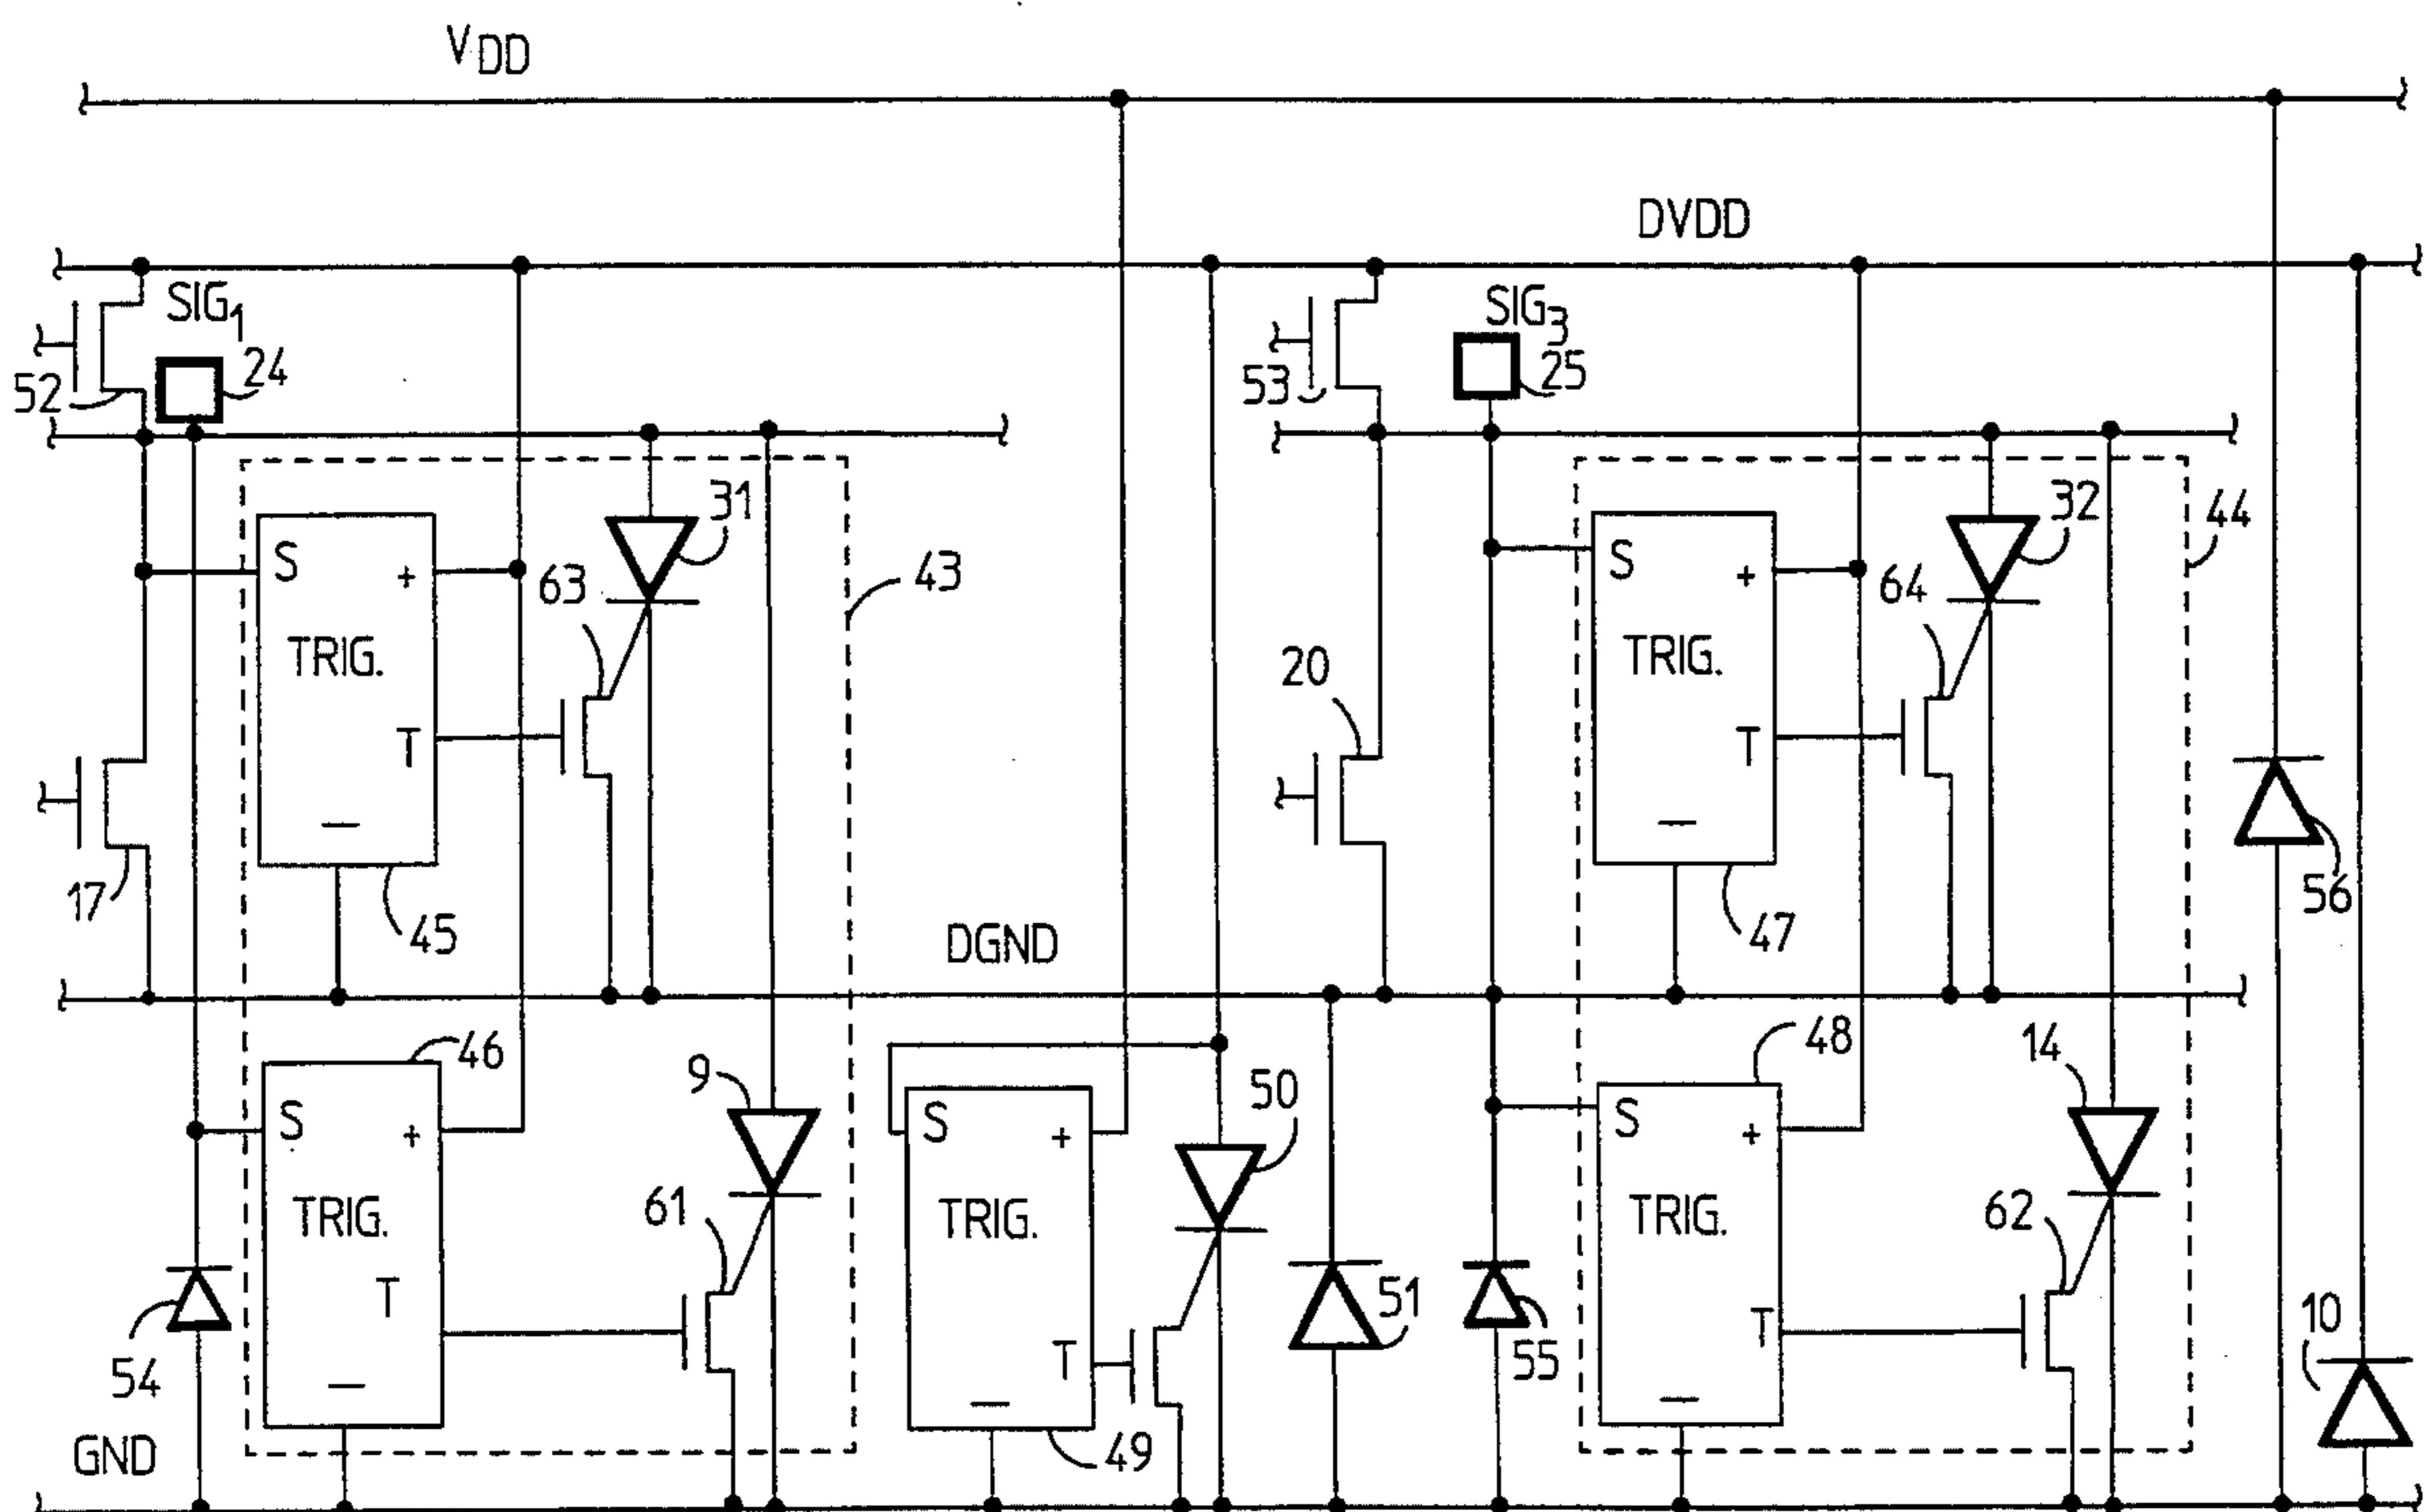 VDD
DVDD
SIG1
24
52
SIG3
25
53
31
32
44
S
+
63
43
S
+
64
TRIG.
TRIG.
20
T
T
—
—
17
45
DGND
47
56
46
9
50
48
14
S
+
S
+
S
+
TRIG.
61
TRIG.
TRIG.
62
T
T
T
51
55
10
54
—
—
—
GND
49